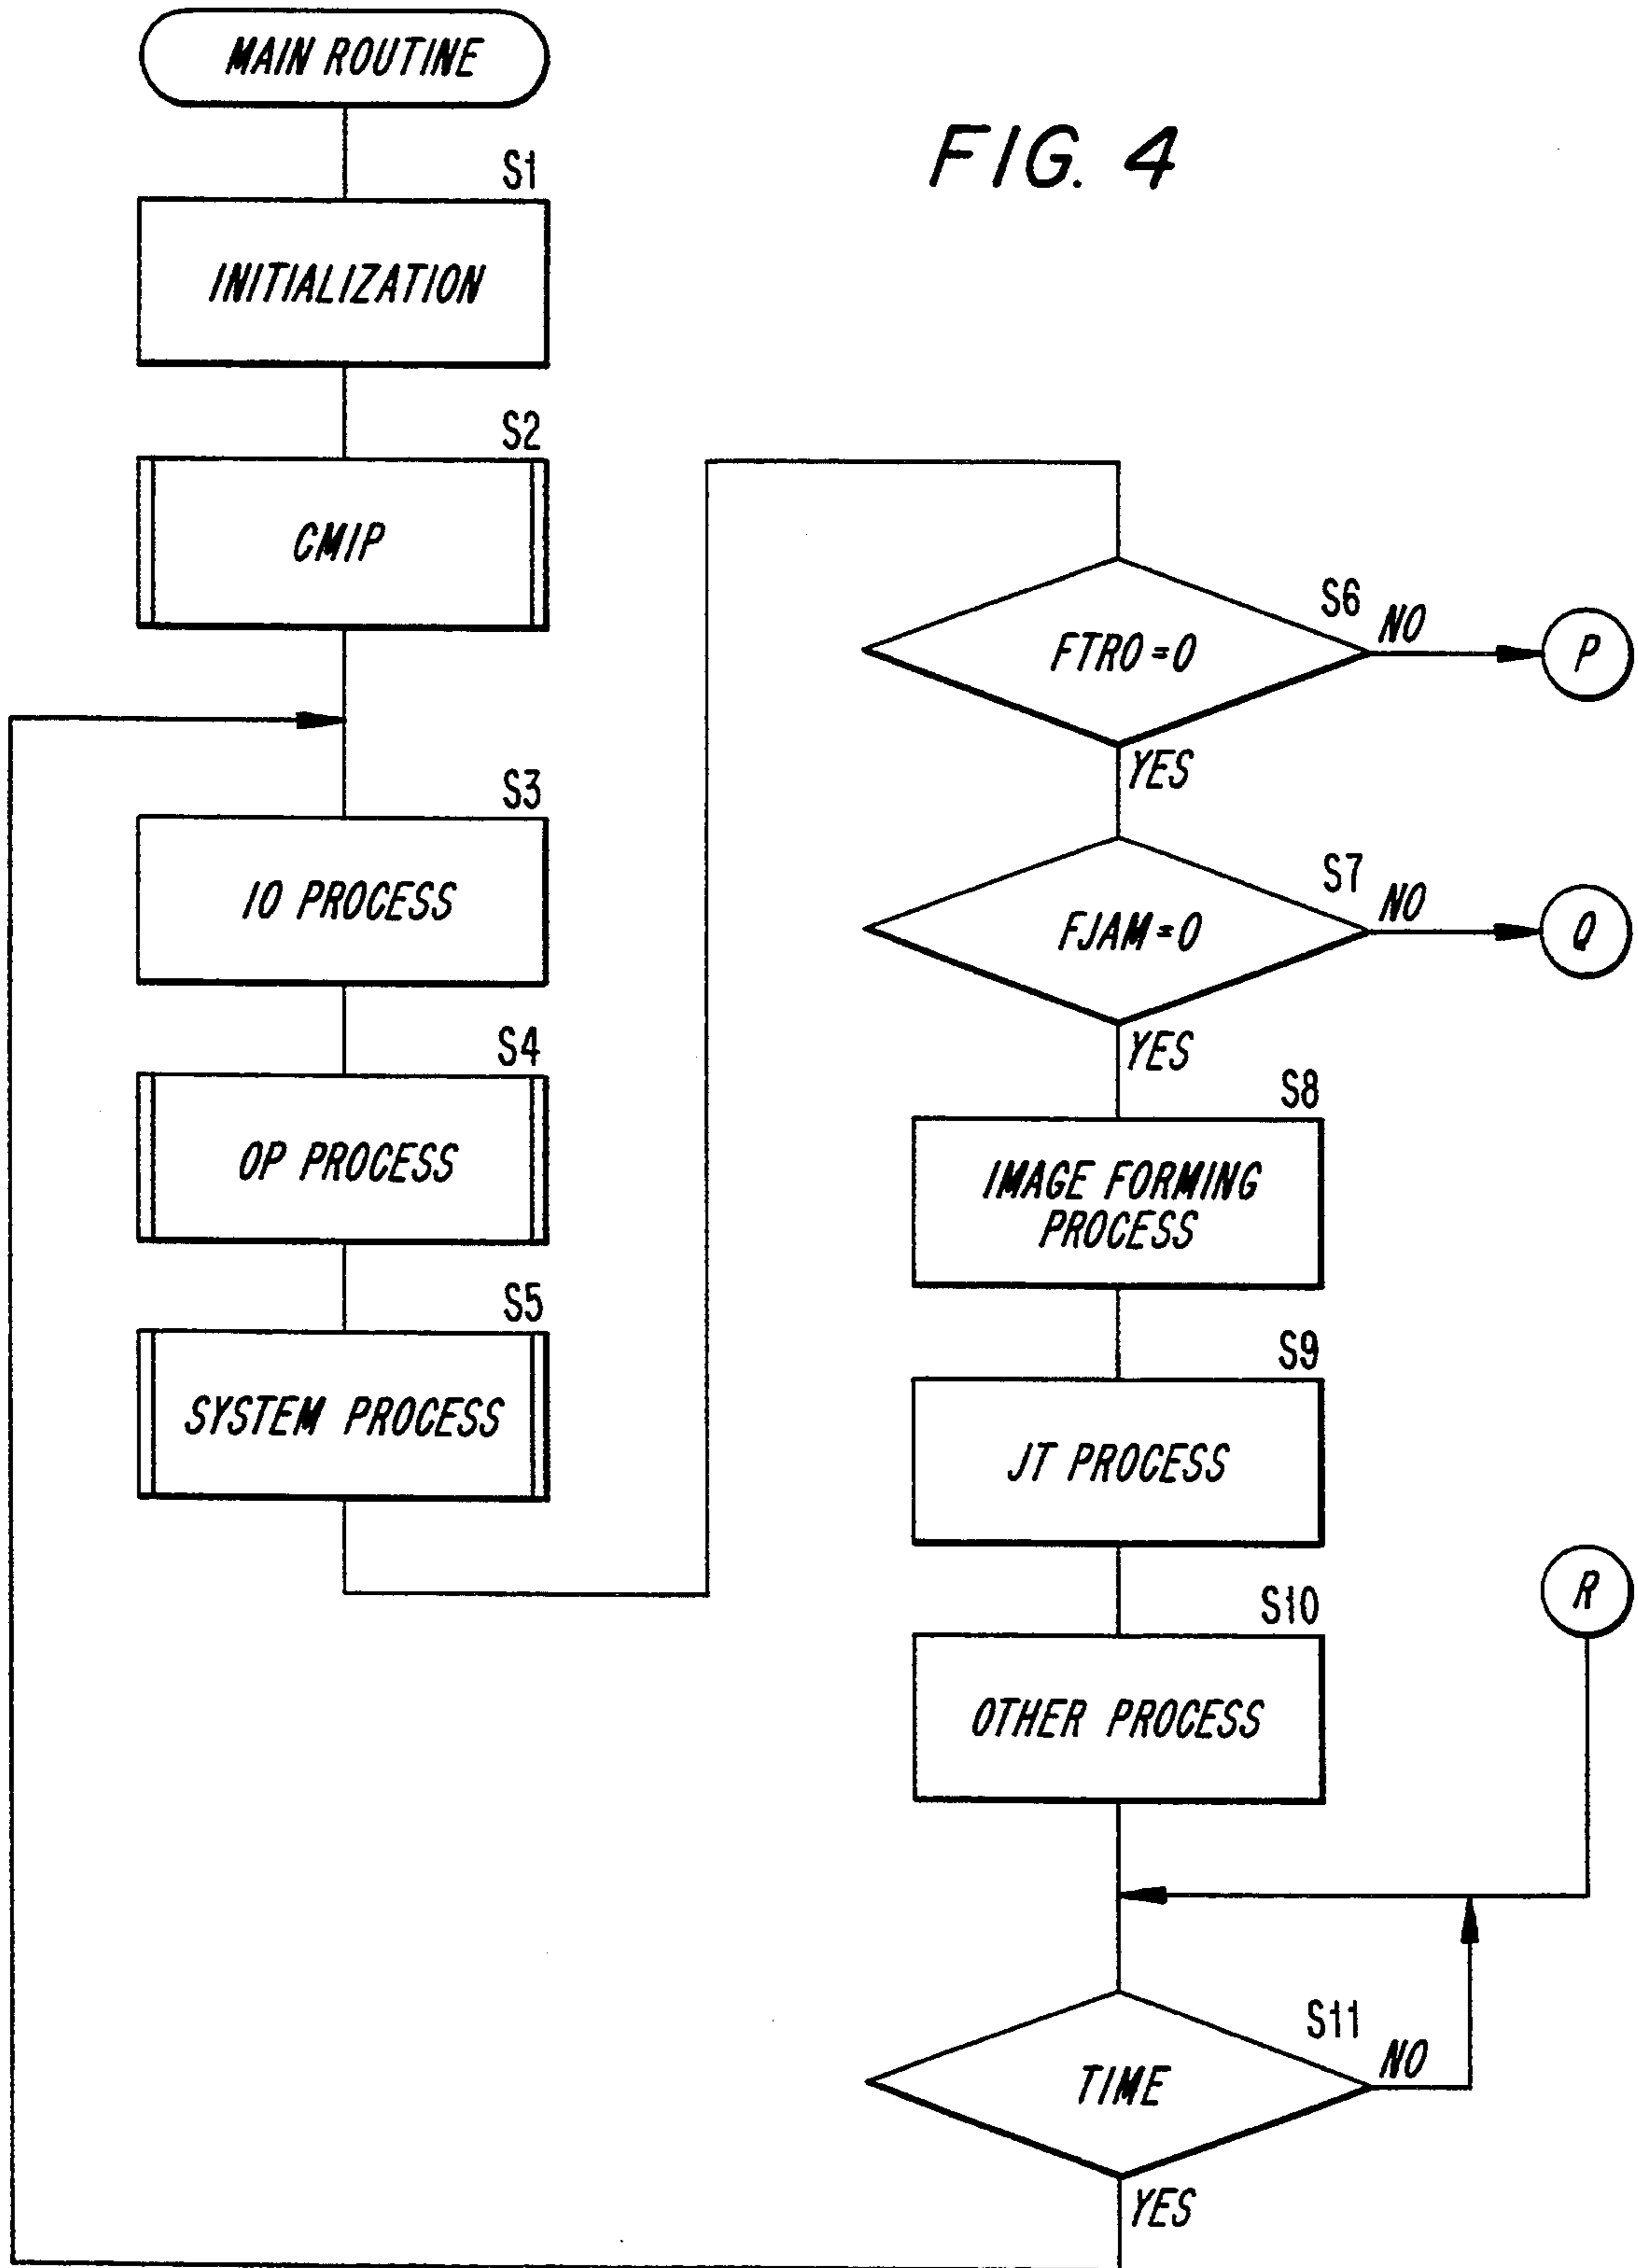 MAIN ROUTINE
FIG. 4
S1
INITIALIZATION
S2
CMIP
S3
IO PROCESS
S4
OP PROCESS
S5
SYSTEM PROCESS
S6
FTRO=0
NO
P
YES
S7
FJAM=0
NO
Q
YES
S8
IMAGE FORMING
PROCESS
S9
JT PROCESS
S10
OTHER PROCESS
R
S11
TIME
NO
YES